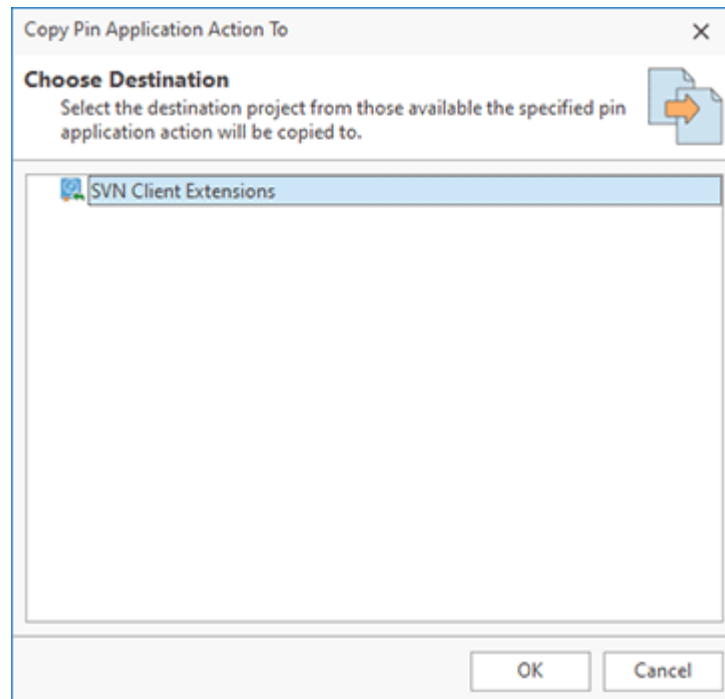 Copy Pin Application Action To
Choose Destination
Select the destination project from those available the specified pin
application action will be copied to.
SVN Client Extensions
OK
Cancel